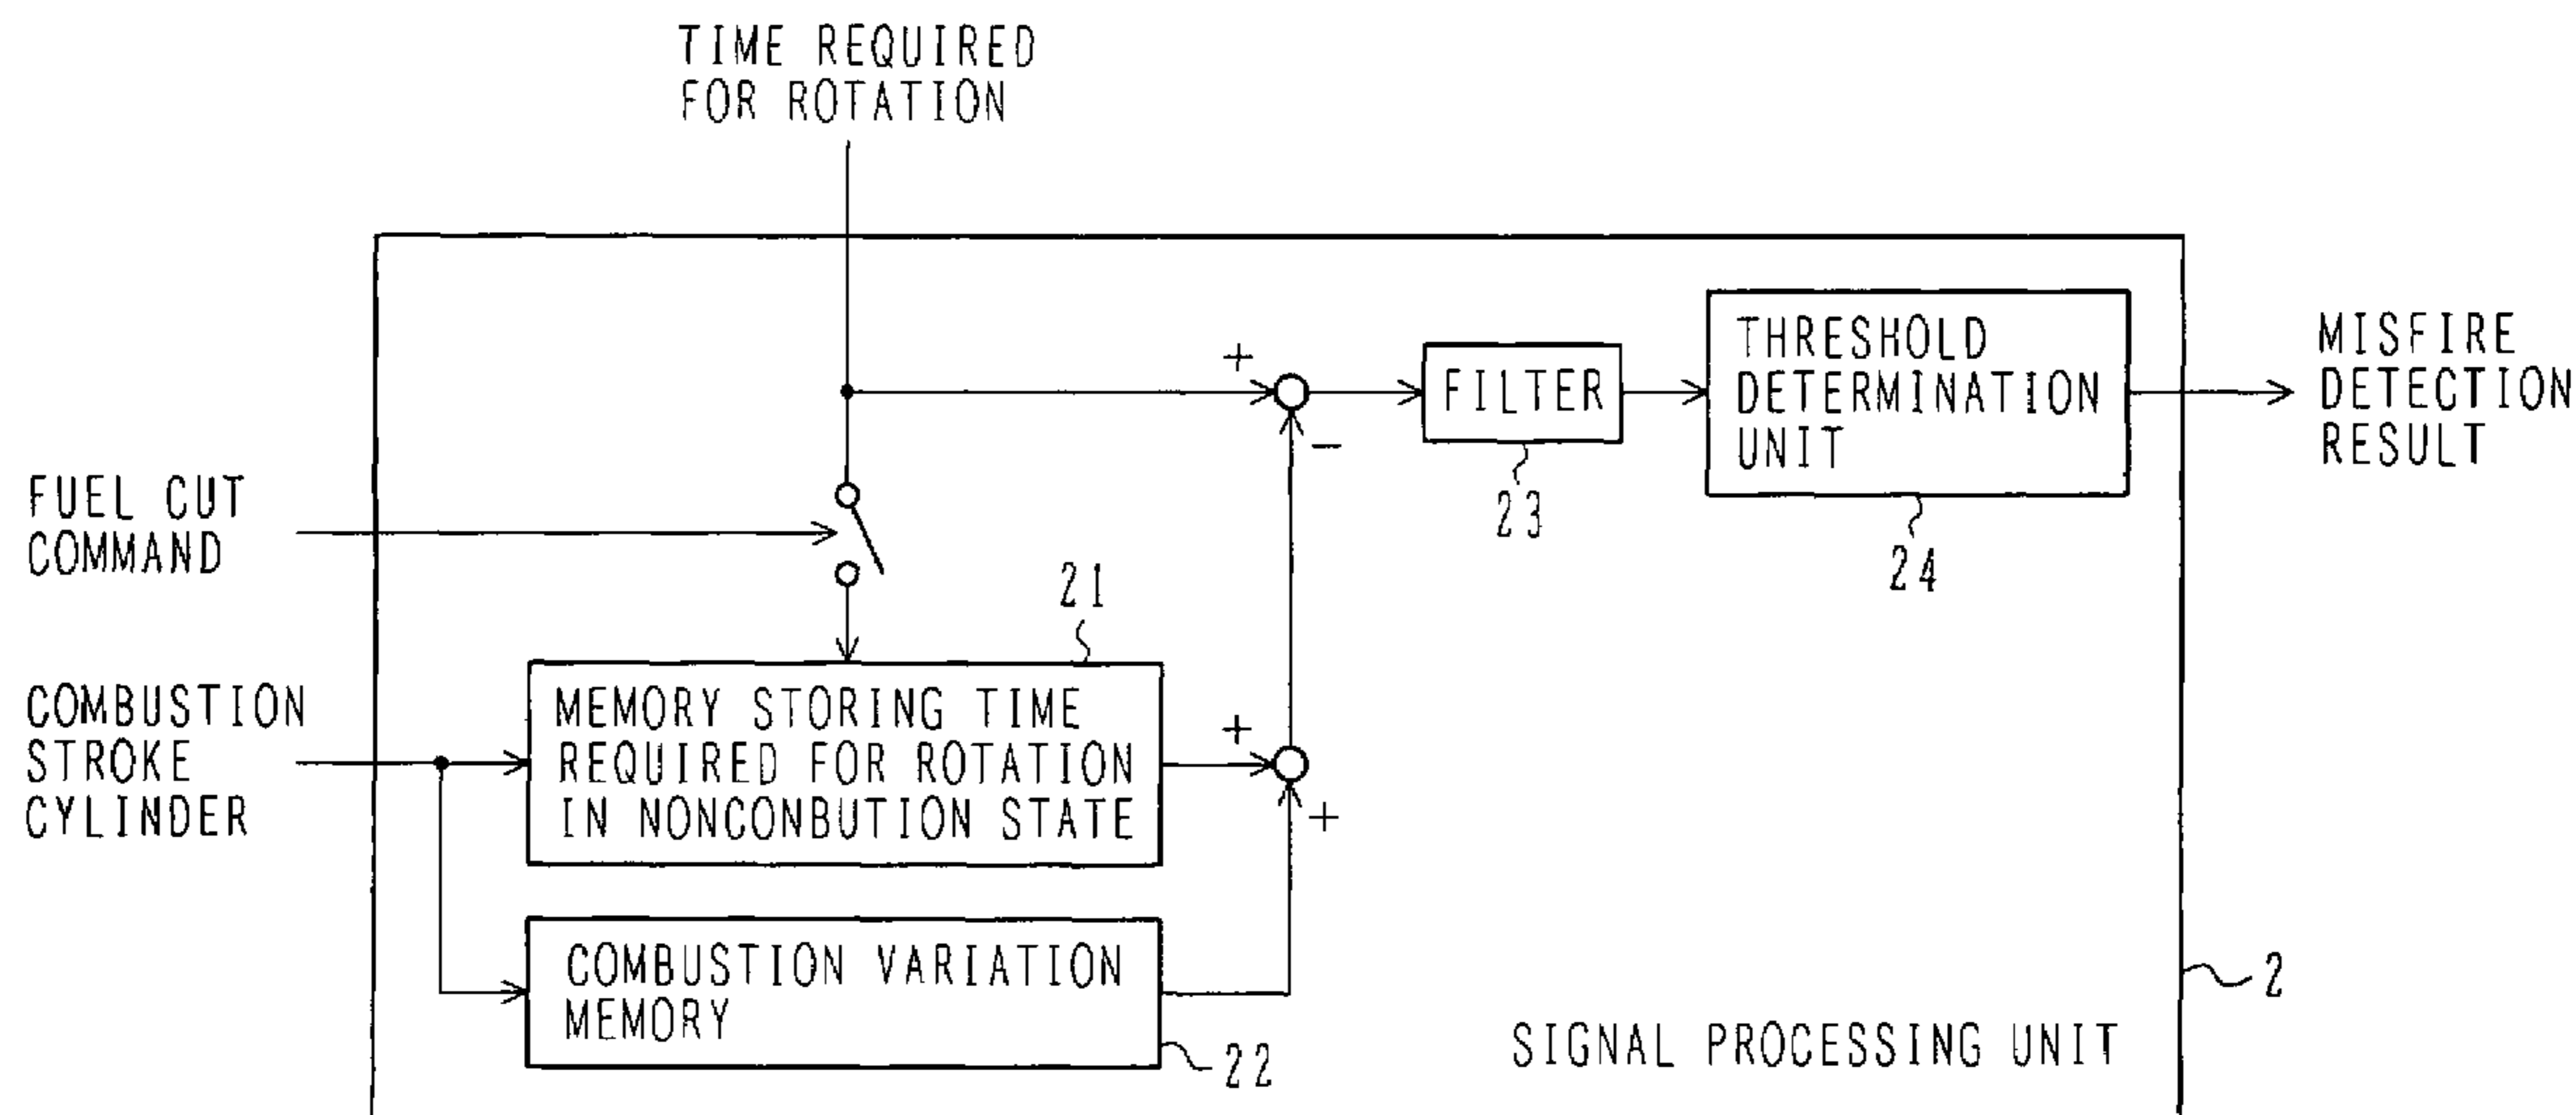 TIME REQUIRED
FOR ROTATION
THRESHOLD
DETERMINATION
UNIT
MISFIRE
DETECTION
RESULT
+
FILTER
−
FUEL CUT
COMMAND
23
24
21
COMBUSTION
STROKE
CYLINDER
MEMORY STORING TIME
REQUIRED FOR ROTATION
IN NONCONBUTION STATE
+
+
COMBUSTION VARIATION
MEMORY
22
2
SIGNAL PROCESSING UNIT